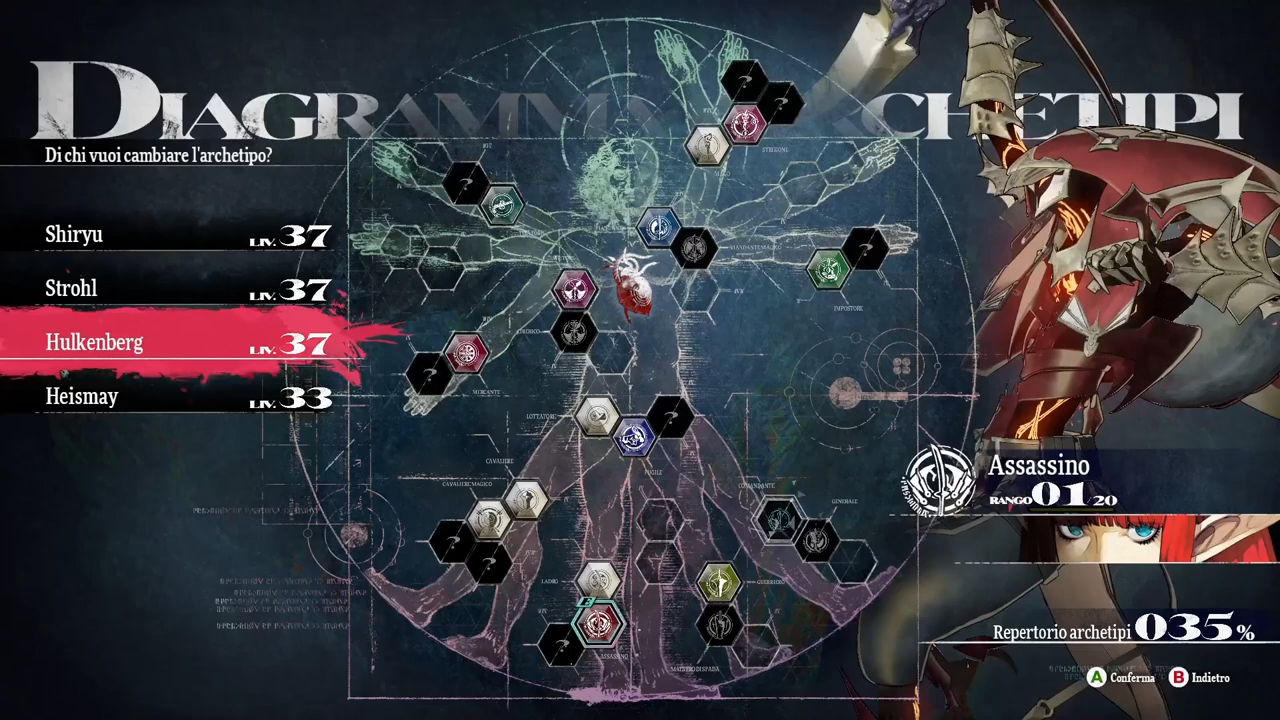 DIAGRAMMA ARCHETIPI
Di chi vuoi cambiare l'archetipo?
Shiryu LIV. 37
Strohl LIV. 37
Hulkenberg LIV. 37
Heismay LIV. 33
STREGONE
MAGO
IMPOSTORE
MERCANTE
LOTTATORE
PUGILE
CAVALIERE
CAVALIERE MAGICO
COMANDANTE
GENERALE
LADRO
GUERRIERO
ASSASSINO
MAESTRO DI SPADA
Assassino
RANGO 01 20
Repertorio archetipi 035%
A Conferma B Indietro